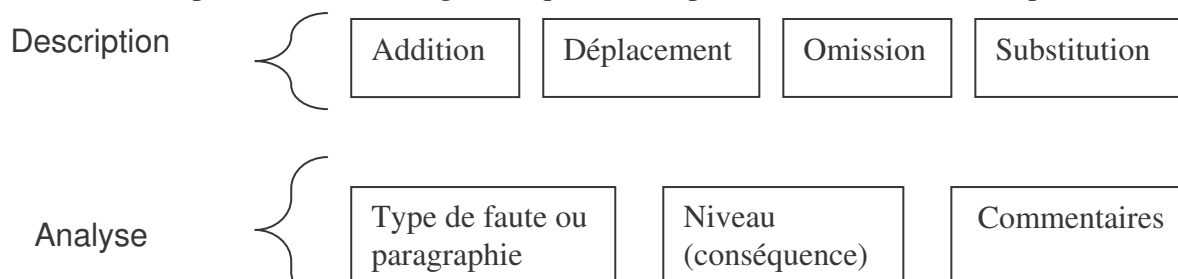 Description
Addition Déplacement Omission Substitution
Analyse
Type de faute ou Niveau Commentaires
paragraphie (conséquence)